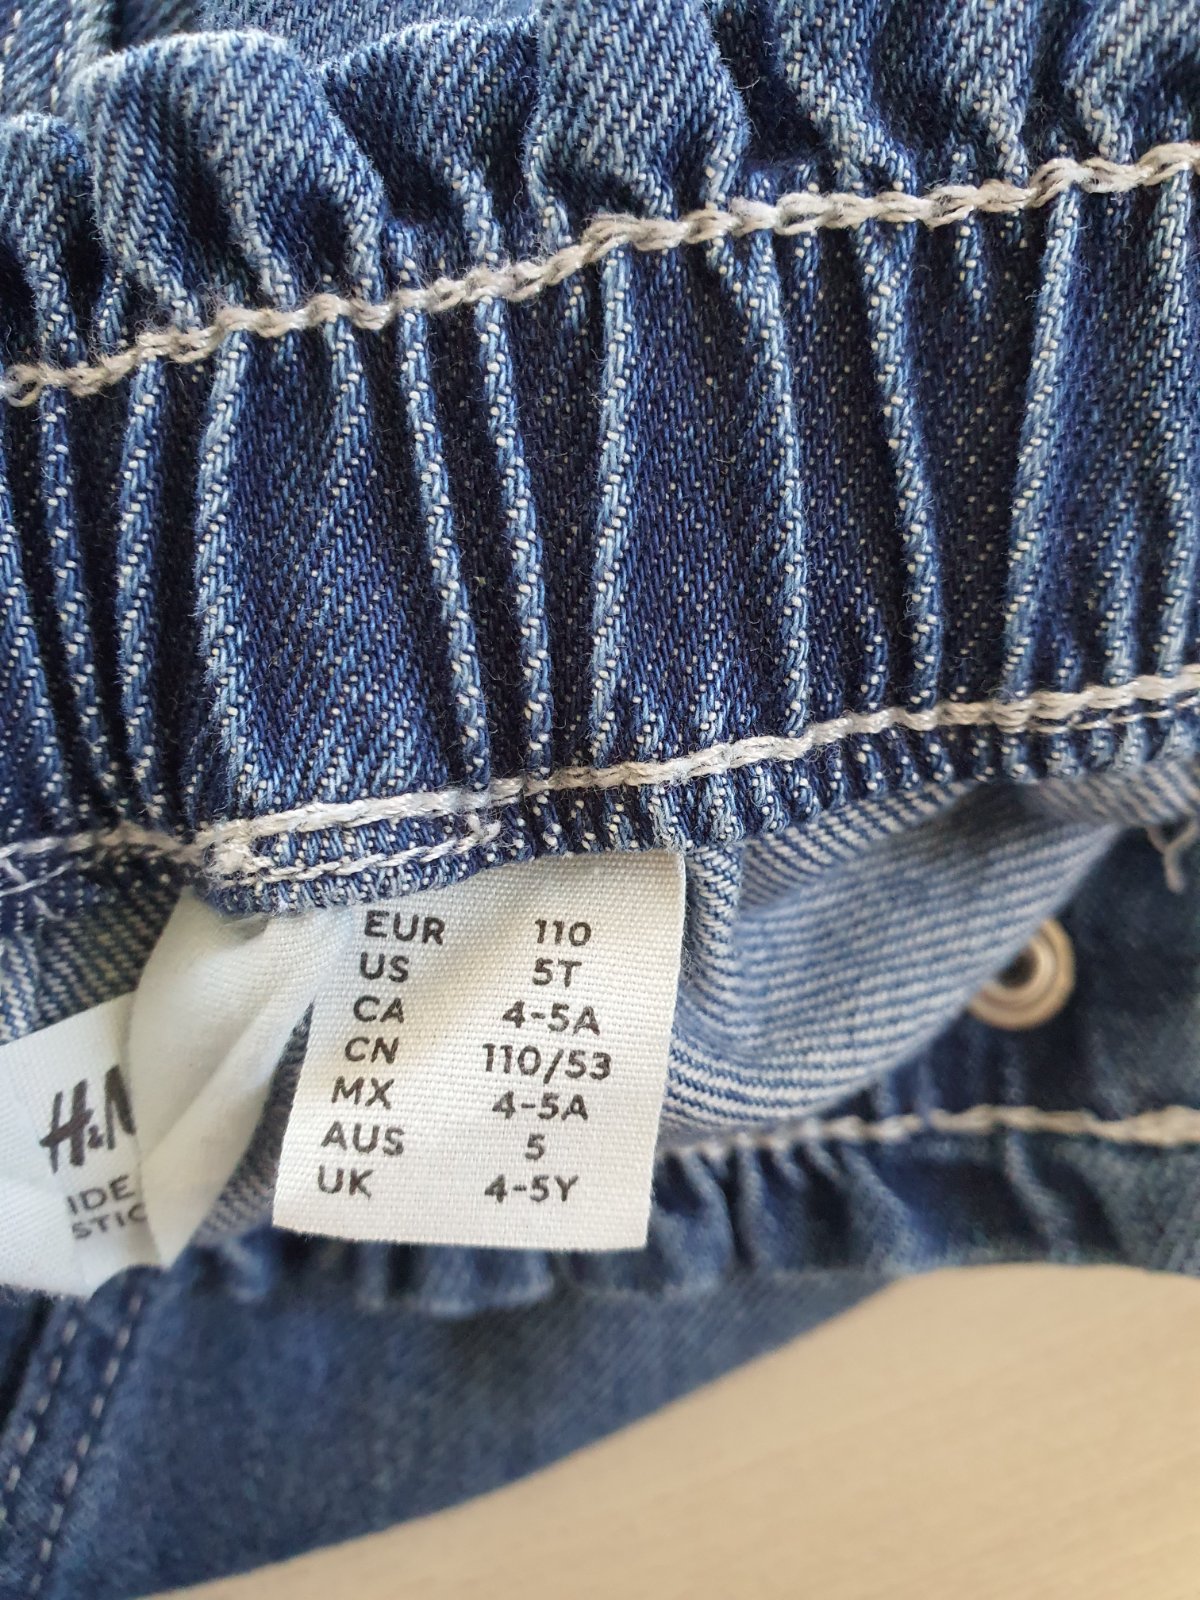 EUR 110
US 5T
CA 4-5A
CN 110/53
MX 4-5A
AUS 5
UK 4-5Y
H&M